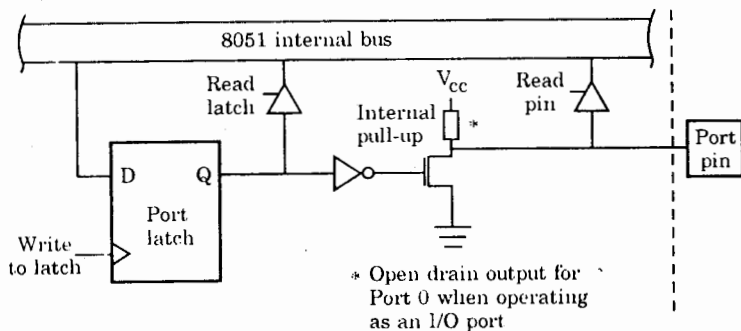 8051 internal bus
Read
latch
Vcc
Read
pin
Internal
pull-up
*
Port
pin
D
Q
Port
latch
Write
to latch
* Open drain output for
Port 0 when operating
as an I/O port